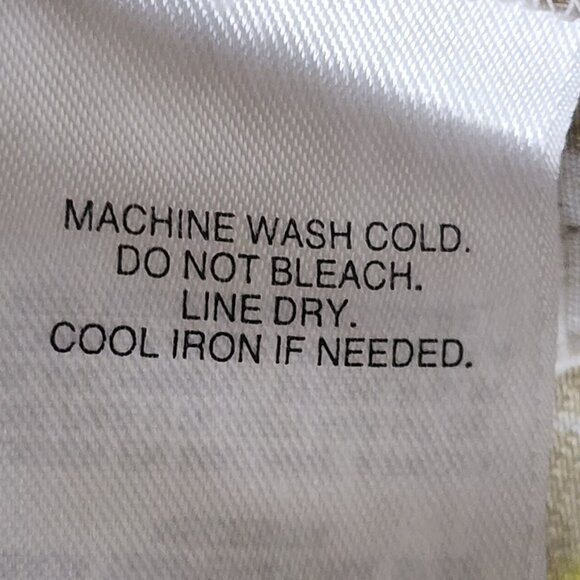 MACHINE WASH COLD.
DO NOT BLEACH.
LINE DRY.
COOL IRON IF NEEDED.